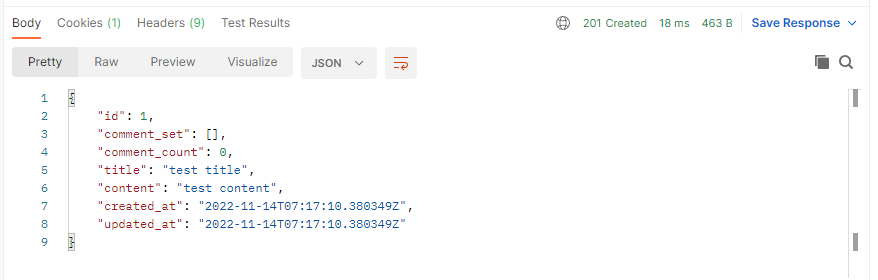 Body Cookies (1) Headers (9) Test Results 201 Created 18 ms 463 B Save Response
Pretty Raw Preview Visualize JSON
1 {
2 "id": 1,
3 "comment_set": [],
4 "comment_count": 0,
5 "title": "test title",
6 "content": "test content",
7 "created_at": "2022-11-14T07:17:10.380349Z",
8 "updated_at": "2022-11-14T07:17:10.380349Z"
9 }